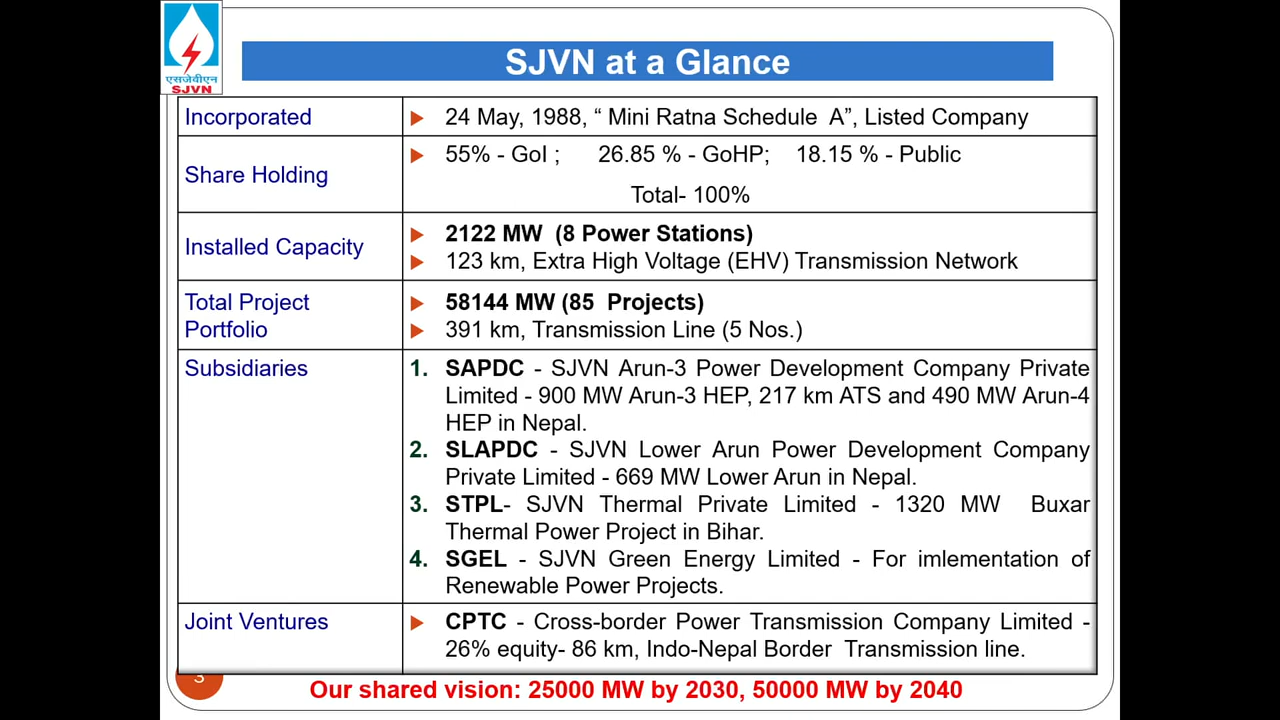 एसजेवीएन
SJVN
SJVN at a Glance
Incorporated
24 May, 1988, “ Mini Ratna Schedule A”, Listed Company
Share Holding
55% - GoI ; 26.85 % - GoHP; 18.15 % - Public
Total- 100%
Installed Capacity
2122 MW (8 Power Stations)
123 km, Extra High Voltage (EHV) Transmission Network
Total Project
Portfolio
58144 MW (85 Projects)
391 km, Transmission Line (5 Nos.)
Subsidiaries
1. SAPDC - SJVN Arun-3 Power Development Company Private
Limited - 900 MW Arun-3 HEP, 217 km ATS and 490 MW Arun-4
HEP in Nepal.
2. SLAPDC - SJVN Lower Arun Power Development Company
Private Limited - 669 MW Lower Arun in Nepal.
3. STPL- SJVN Thermal Private Limited - 1320 MW Buxar
Thermal Power Project in Bihar.
4. SGEL - SJVN Green Energy Limited - For imlementation of
Renewable Power Projects.
Joint Ventures
CPTC - Cross-border Power Transmission Company Limited -
26% equity- 86 km, Indo-Nepal Border Transmission line.
3
Our shared vision: 25000 MW by 2030, 50000 MW by 2040